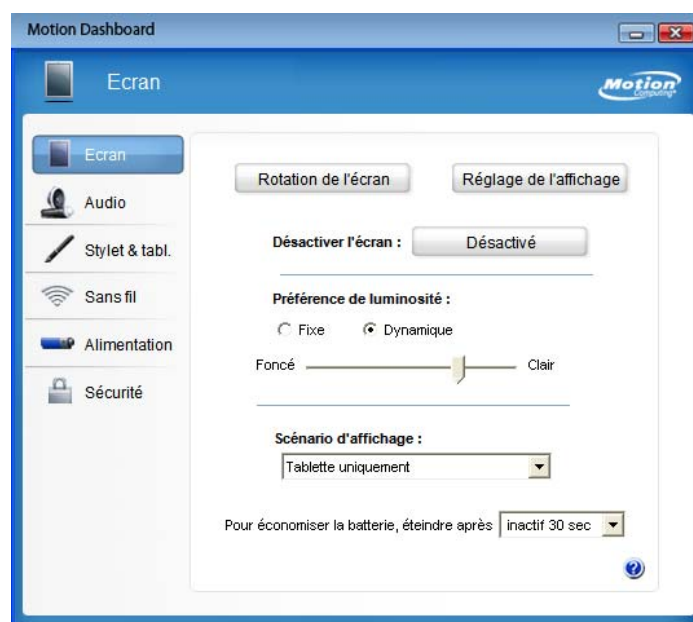 Motion Dashboard
Ecran
Motion
Computing
Ecran
Audio
Stylet & tabl.
Sans fil
Alimentation
Sécurité
Rotation de l'écran
Réglage de l'affichage
Désactiver l'écran :
Désactivé
Préférence de luminosité :
Fixe
Dynamique
Foncé
Clair
Scénario d'affichage :
Tablette uniquement
Pour économiser la batterie, éteindre après
inactif 30 sec
?